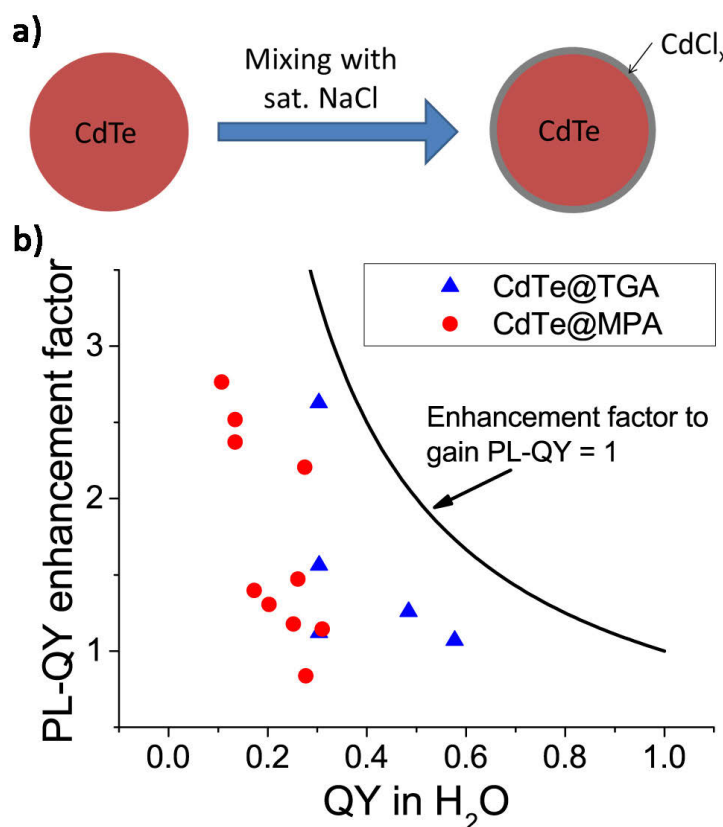 a)
CdTe
Mixing with
sat. NaCl
CdClₓ
CdTe
b)
PL-QY enhancement factor
3
2
1
CdTe@TGA
CdTe@MPA
Enhancement factor to
gain PL-QY = 1
0.0 0.2 0.4 0.6 0.8 1.0
QY in H₂O